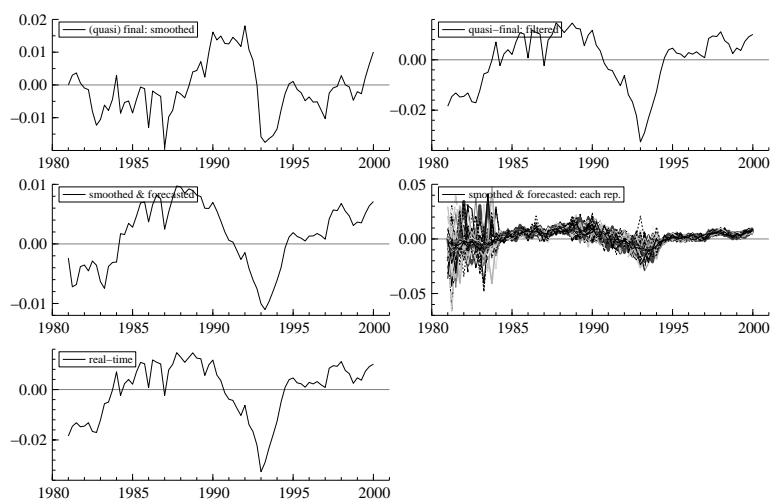 0.02
(quasi) final: smoothed
0.01
0.00
−0.01
1980 1985 1990 1995 2000
quasi−final: filtered
0.00
−0.02
1980 1985 1990 1995 2000
0.01
smoothed & forecasted
0.00
−0.01
1980 1985 1990 1995 2000
0.05
smoothed & forecasted: each rep.
0.00
−0.05
1980 1985 1990 1995 2000
real−time
0.00
−0.02
1980 1985 1990 1995 2000